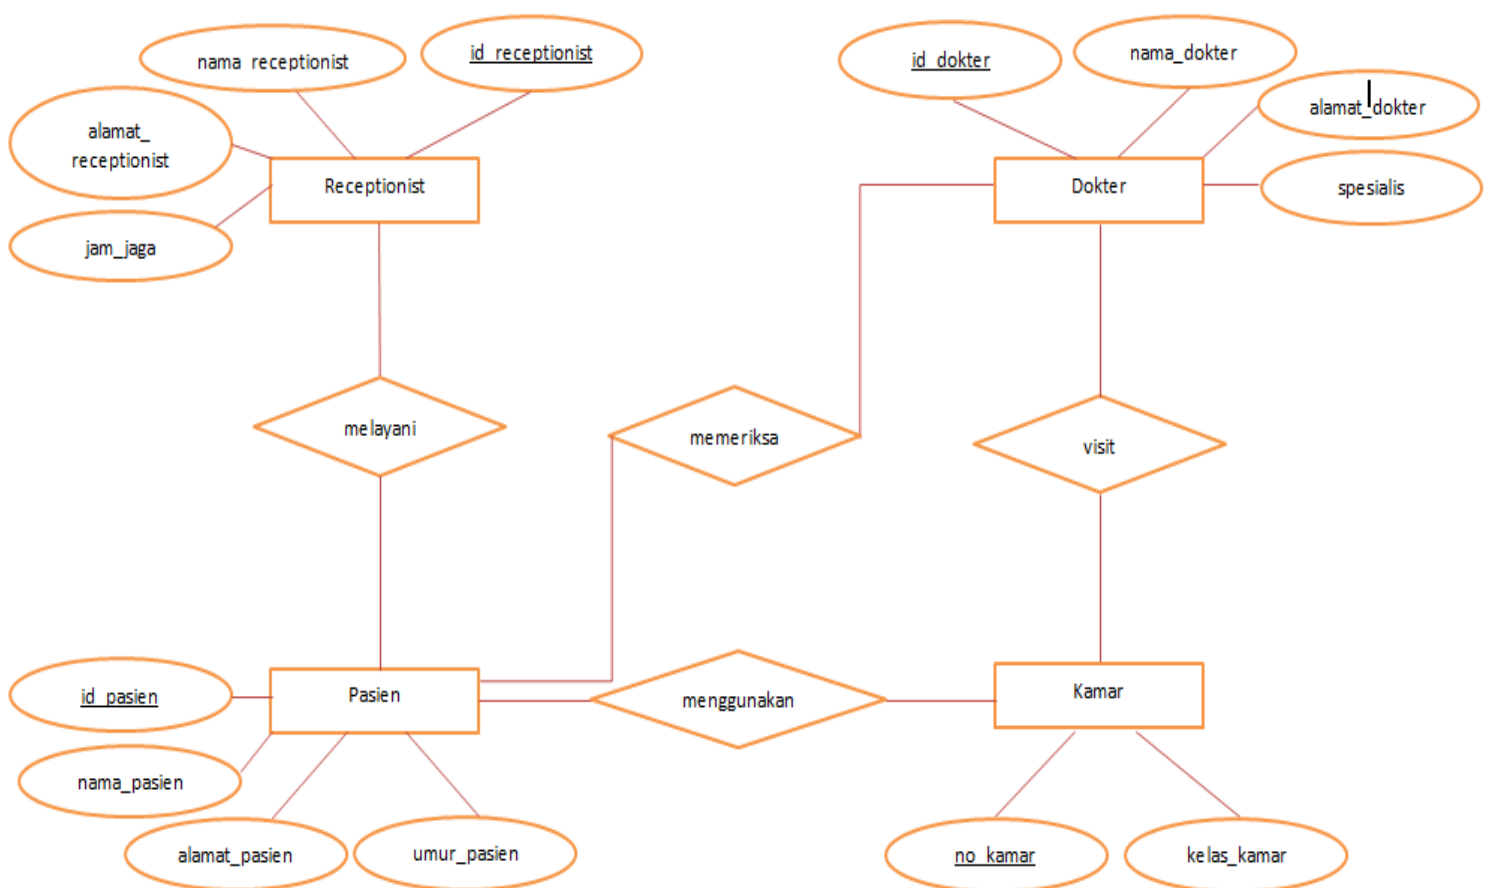 nama_receptionist
id_receptionist
id_dokter
nama_dokter
alamat_
receptionist
alamat_dokter
Receptionist
Dokter
spesialis
jam_jaga
melayani
memeriksa
visit
id_pasien
Pasien
menggunakan
Kamar
nama_pasien
alamat_pasien
umur_pasien
no_kamar
kelas_kamar